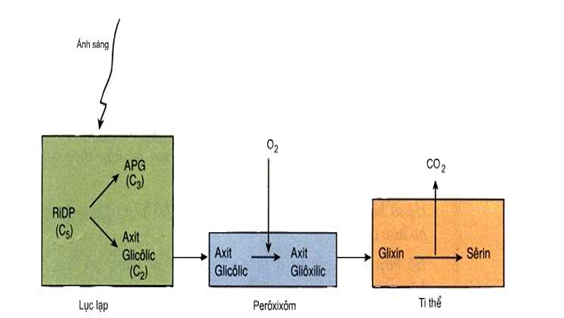 Ánh sáng
APG
(C3)
RiDP
(C5)
Axit
Glicôlic
(C2)
Lục lạp
O2
Axit
Glicôlic
Axit
Gliôxilic
Perôxixôm
CO2
Glixin
Sêrin
Ti thể